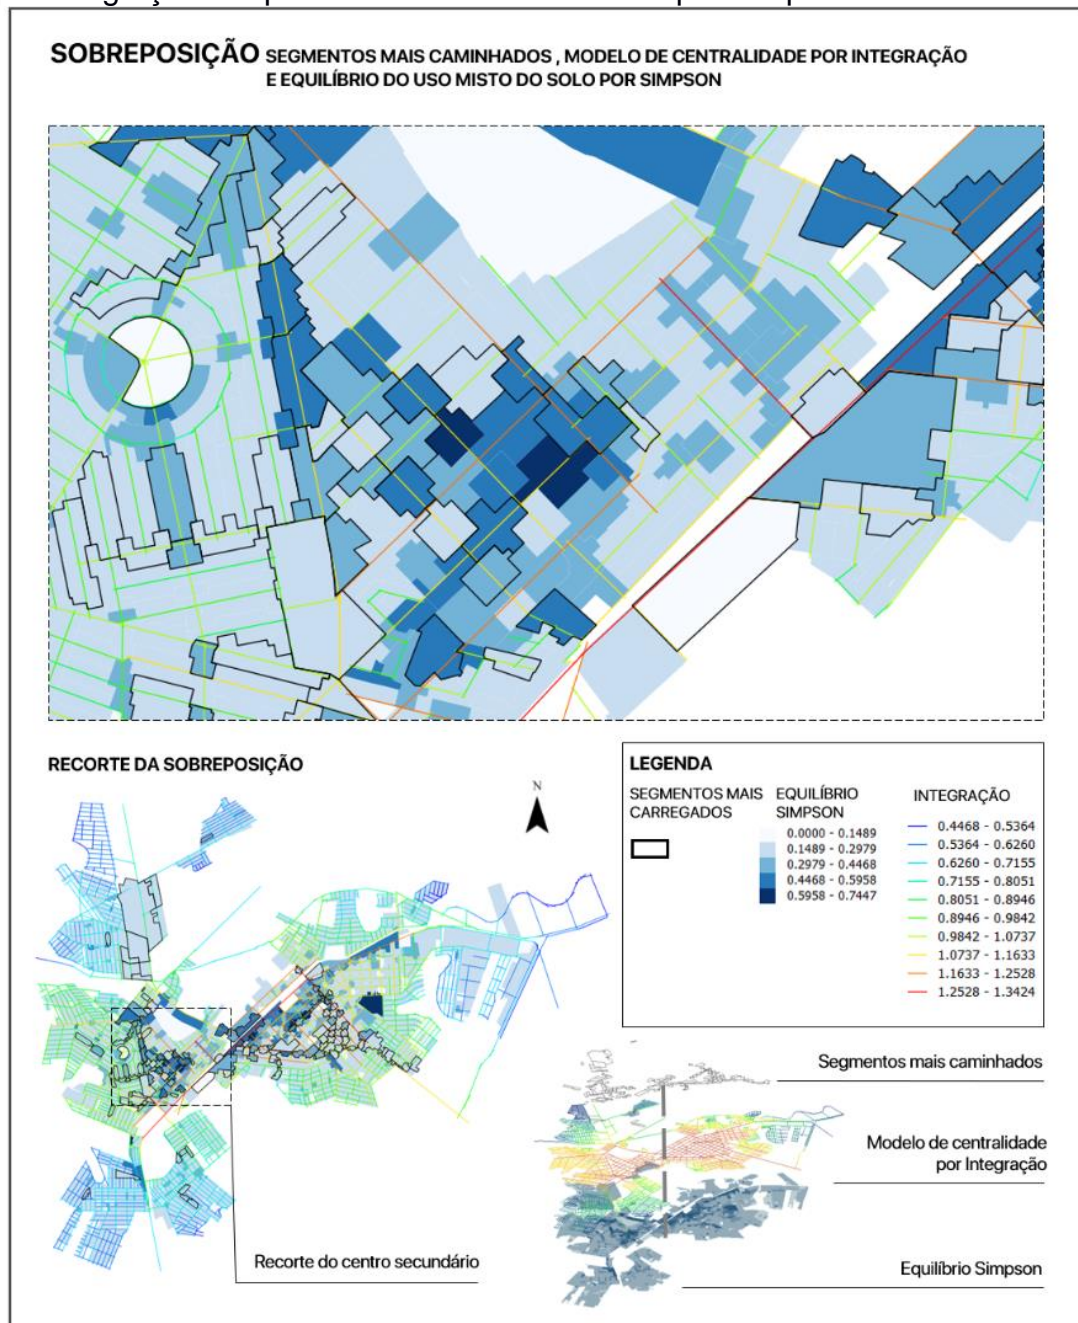 SOBREPOSIÇÃO SEGMENTOS MAIS CAMINHADOS , MODELO DE CENTRALIDADE POR INTEGRAÇÃO
E EQUILÍBRIO DO USO MISTO DO SOLO POR SIMPSON
RECORTE DA SOBREPOSIÇÃO
N
LEGENDA
SEGMENTOS MAIS
CARREGADOS
EQUILÍBRIO
SIMPSON
0.0000 - 0.1489
0.1489 - 0.2979
0.2979 - 0.4468
0.4468 - 0.5958
0.5958 - 0.7447
INTEGRAÇÃO
0.4468 - 0.5364
0.5364 - 0.6260
0.6260 - 0.7155
0.7155 - 0.8051
0.8051 - 0.8946
0.8946 - 0.9842
0.9842 - 1.0737
1.0737 - 1.1633
1.1633 - 1.2528
1.2528 - 1.3424
Segmentos mais caminhados
Modelo de centralidade
por Integração
Equilíbrio Simpson
Recorte do centro secundário